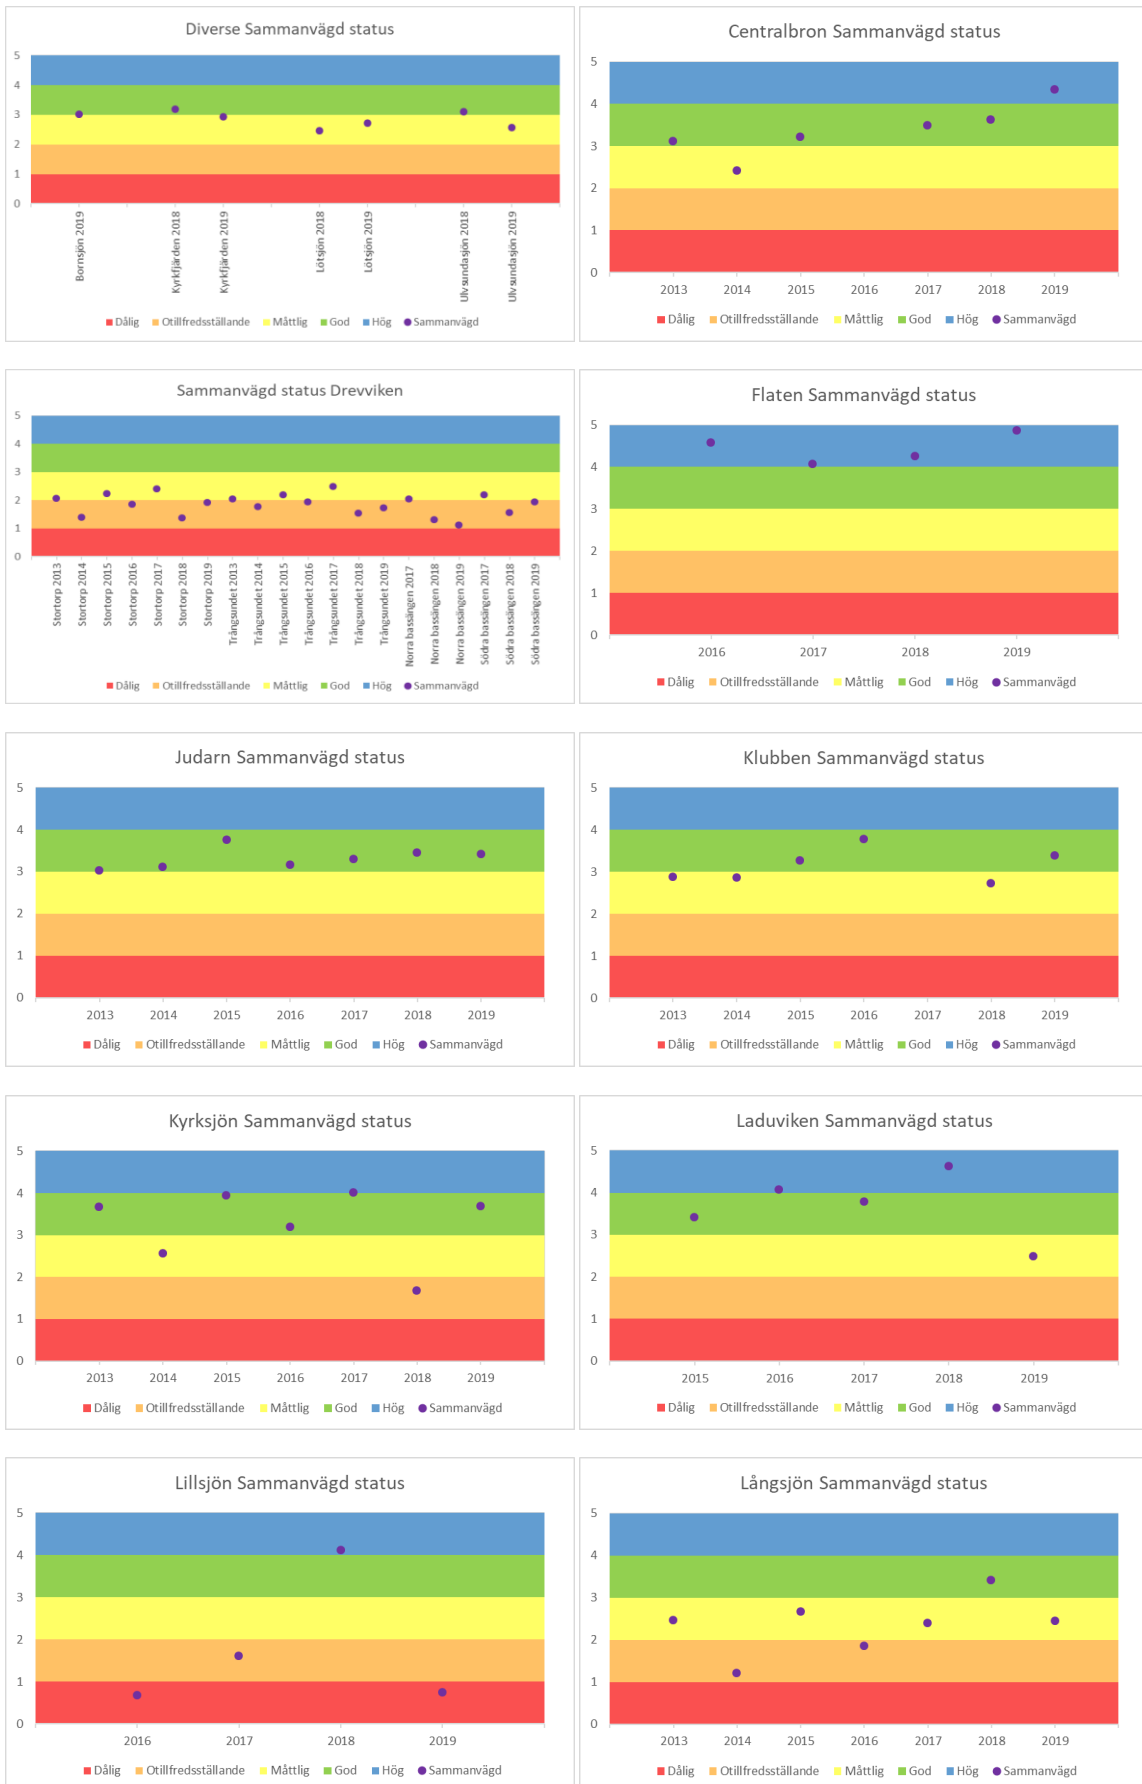 Diverse Sammanvägd status
5
4
3
2
1
0
Bornsjön 2019
Kyrkfjärden 2018
Kyrkfjärden 2019
Lötsjön 2018
Lötsjön 2019
Ulvsundasjön 2018
Ulvsundasjön 2019
Dålig Otillfredsställande Måttlig God Hög Sammanvägd
Centralbron Sammanvägd status
5
4
3
2
1
0
2013 2014 2015 2016 2017 2018 2019
Dålig Otillfredsställande Måttlig God Hög Sammanvägd
Sammanvägd status Drevviken
5
4
3
2
1
0
Stortorp 2013
Stortorp 2014
Stortorp 2015
Stortorp 2016
Stortorp 2017
Stortorp 2018
Stortorp 2019
Trångsundet 2013
Trångsundet 2014
Trångsundet 2015
Trångsundet 2016
Trångsundet 2017
Trångsundet 2018
Trångsundet 2019
Norra bassängen 2017
Norra bassängen 2018
Norra bassängen 2019
Södra bassängen 2017
Södra bassängen 2018
Södra bassängen 2019
Dålig Otillfredsställande Måttlig God Hög Sammanvägd
Flaten Sammanvägd status
5
4
3
2
1
0
2016 2017 2018 2019
Dålig Otillfredsställande Måttlig God Hög Sammanvägd
Judarn Sammanvägd status
5
4
3
2
1
0
2013 2014 2015 2016 2017 2018 2019
Dålig Otillfredsställande Måttlig God Hög Sammanvägd
Klubben Sammanvägd status
5
4
3
2
1
0
2013 2014 2015 2016 2017 2018 2019
Dålig Otillfredsställande Måttlig God Hög Sammanvägd
Kyrksjön Sammanvägd status
5
4
3
2
1
0
2013 2014 2015 2016 2017 2018 2019
Dålig Otillfredsställande Måttlig God Hög Sammanvägd
Laduviken Sammanvägd status
5
4
3
2
1
0
2015 2016 2017 2018 2019
Dålig Otillfredsställande Måttlig God Hög Sammanvägd
Lillsjön Sammanvägd status
5
4
3
2
1
0
2016 2017 2018 2019
Dålig Otillfredsställande Måttlig God Hög Sammanvägd
Långsjön Sammanvägd status
5
4
3
2
1
0
2013 2014 2015 2016 2017 2018 2019
Dålig Otillfredsställande Måttlig God Hög Sammanvägd